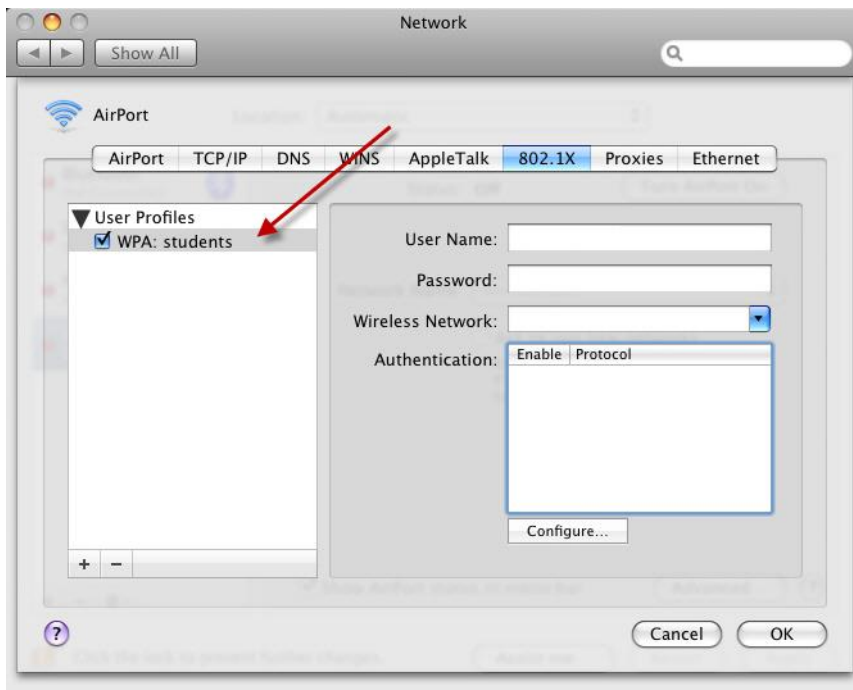 Network
Show All
AirPort
AirPort TCP/IP DNS WINS AppleTalk 802.1X Proxies Ethernet
User Profiles
WPA: students
User Name:
Password:
Wireless Network:
Authentication:
Enable Protocol
Configure...
+ −
? Cancel OK